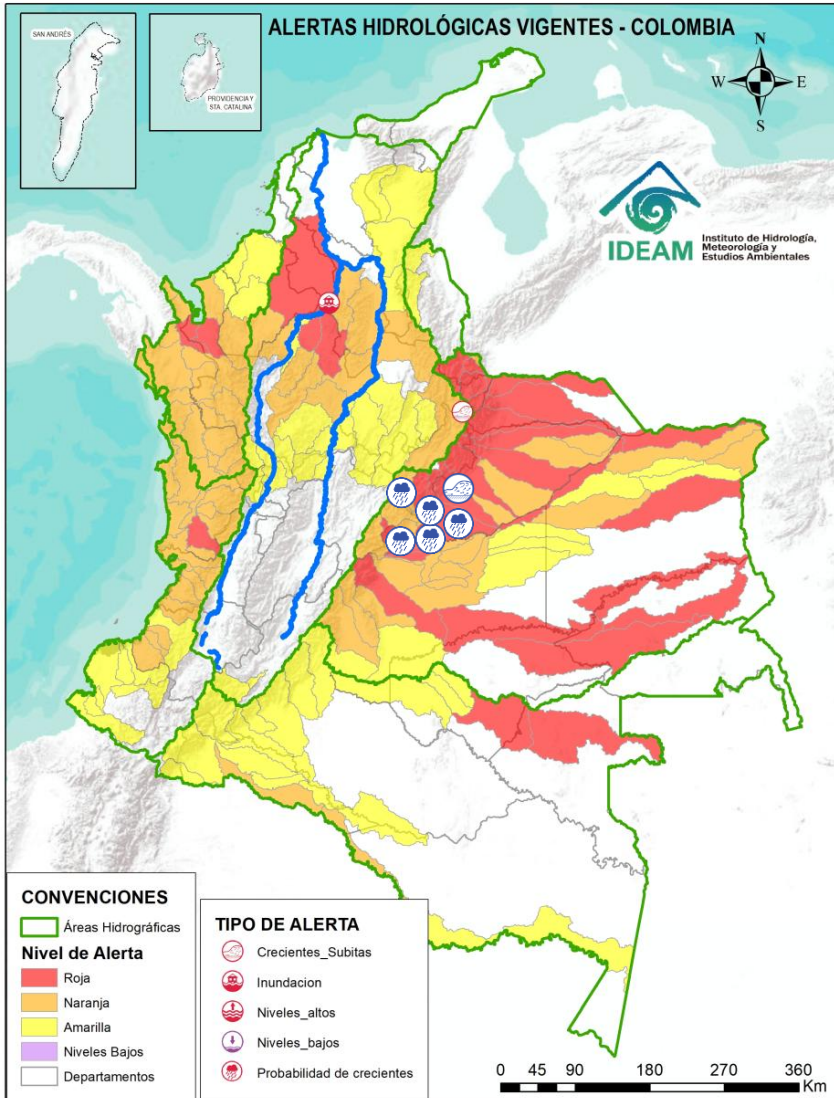 ALERTAS HIDROLÓGICAS VIGENTES - COLOMBIA
SAN ANDRÉS
PROVIDENCIA Y
STA. CATALINA
N
W
E
S
IDEAM
Instituto de Hidrología,
Meteorología y
Estudios Ambientales
CONVENCIONES
Áreas Hidrográficas
Nivel de Alerta
Roja
Naranja
Amarilla
Niveles Bajos
Departamentos
TIPO DE ALERTA
Crecientes_Subitas
Inundacion
Niveles_altos
Niveles_bajos
Probabilidad de crecientes
0 45 90 180 270 360
Km